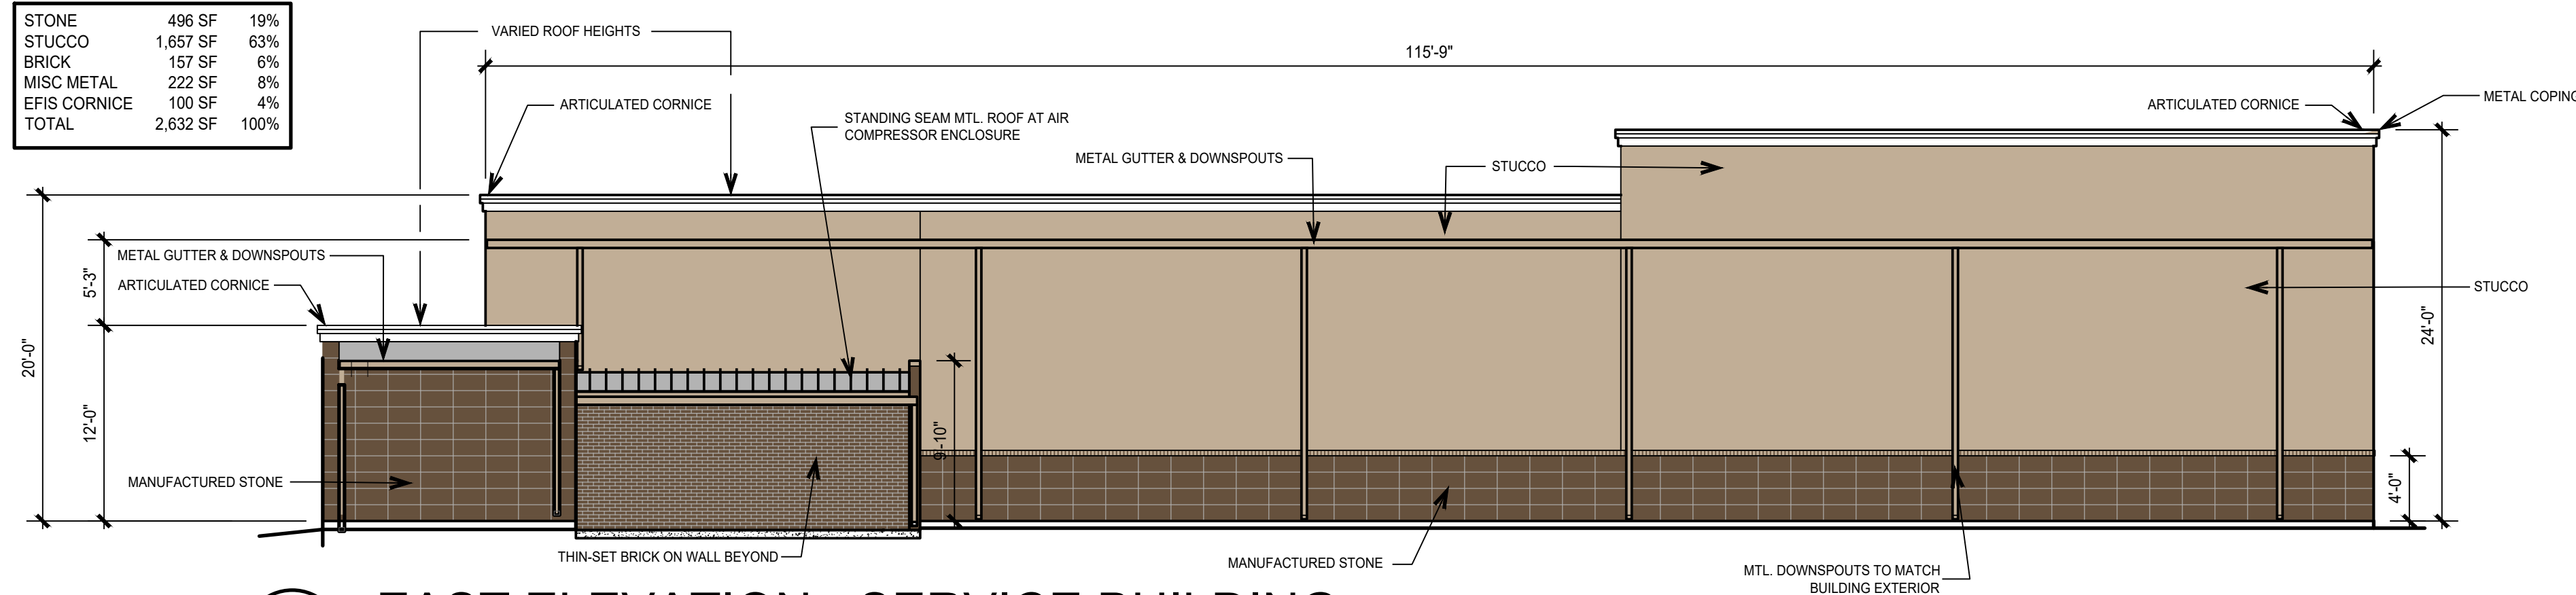 STONE 496 SF 19%
STUCCO 1,657 SF 63%
BRICK 157 SF 6%
MISC METAL 222 SF 8%
EFIS CORNICE 100 SF 4%
TOTAL 2,632 SF 100%
VARIED ROOF HEIGHTS
115'-9"
ARTICULATED CORNICE
STANDING SEAM MTL. ROOF AT AIR
COMPRESSOR ENCLOSURE
METAL GUTTER & DOWNSPOUTS
STUCCO
ARTICULATED CORNICE
METAL COPING
METAL GUTTER & DOWNSPOUTS
ARTICULATED CORNICE
5'-3"
20'-0"
12'-0"
STUCCO
24'-0"
9'-10"
4'-0"
MANUFACTURED STONE
THIN-SET BRICK ON WALL BEYOND
MANUFACTURED STONE
MTL. DOWNSPOUTS TO MATCH
BUILDING EXTERIOR
EAST ELEVATION - SERVICE BUILDING